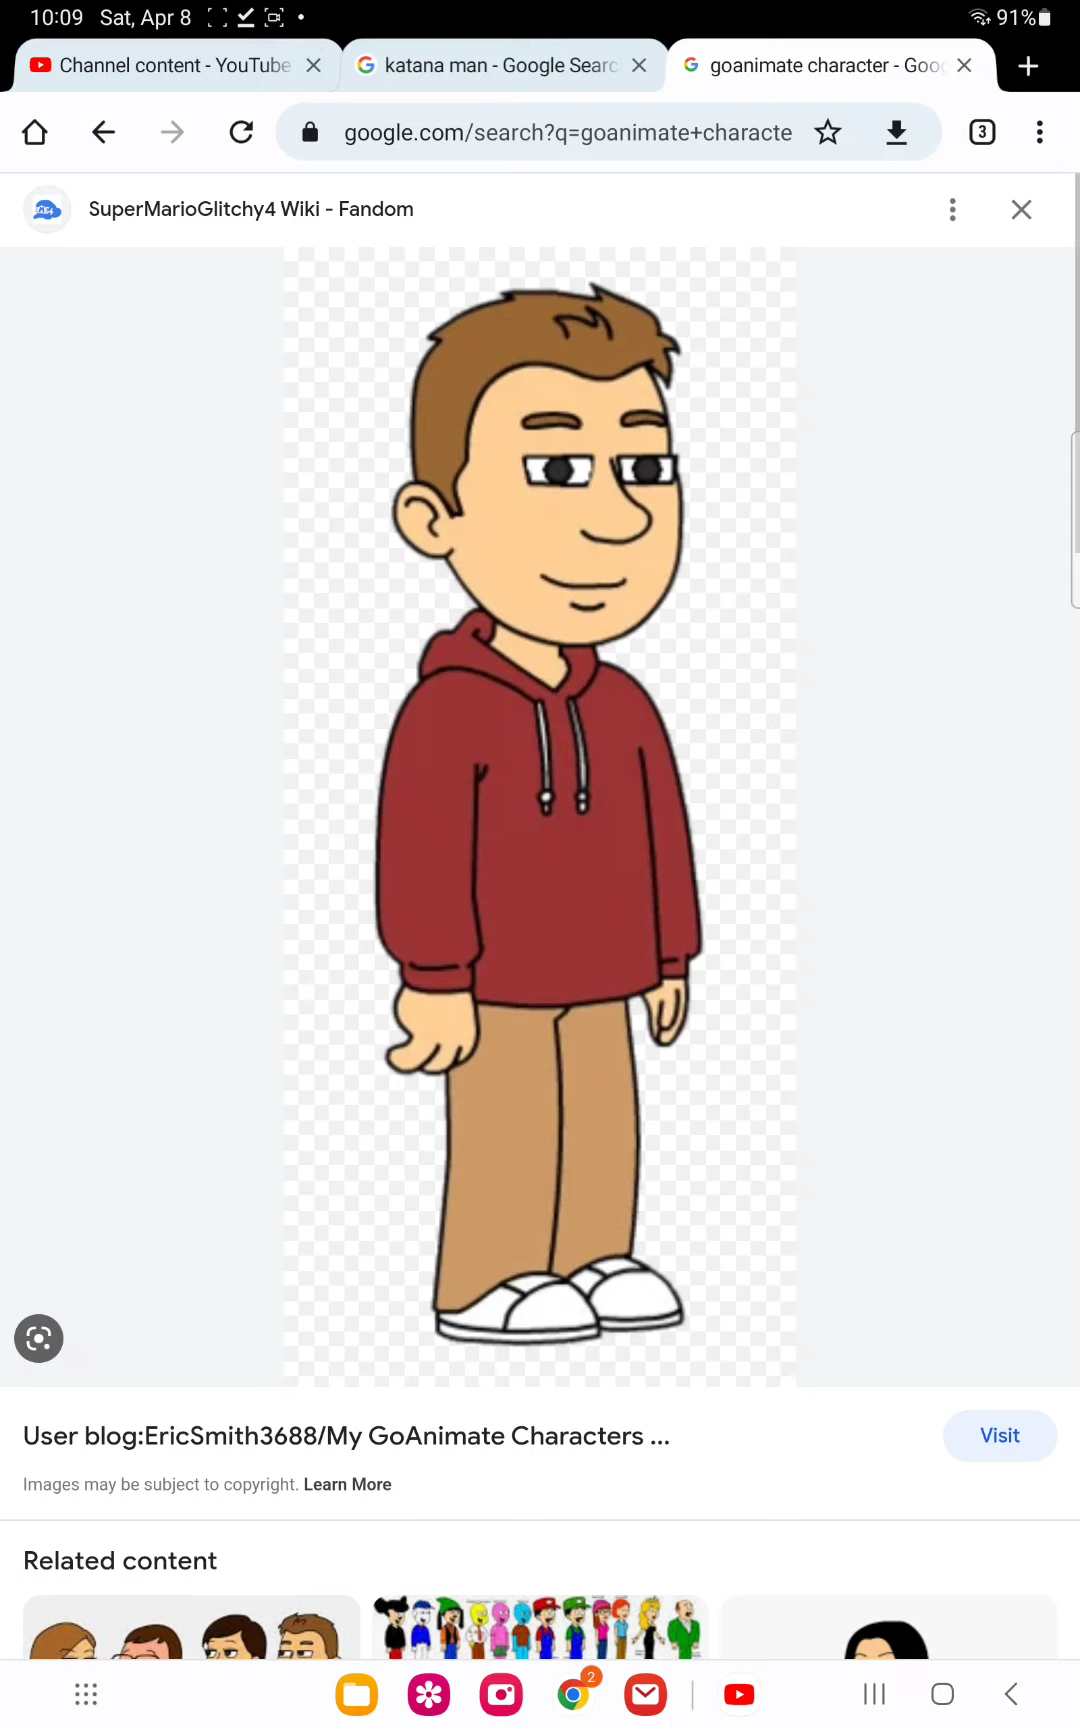 10:09 Sat, Apr 8
91%
Channel content - YouTube
katana man - Google Searc
goanimate character - Goog
google.com/search?q=goanimate+characte
3
SuperMarioGlitchy4 Wiki - Fandom
User blog:EricSmith3688/My GoAnimate Characters ...
Visit
Images may be subject to copyright. Learn More
Related content
2